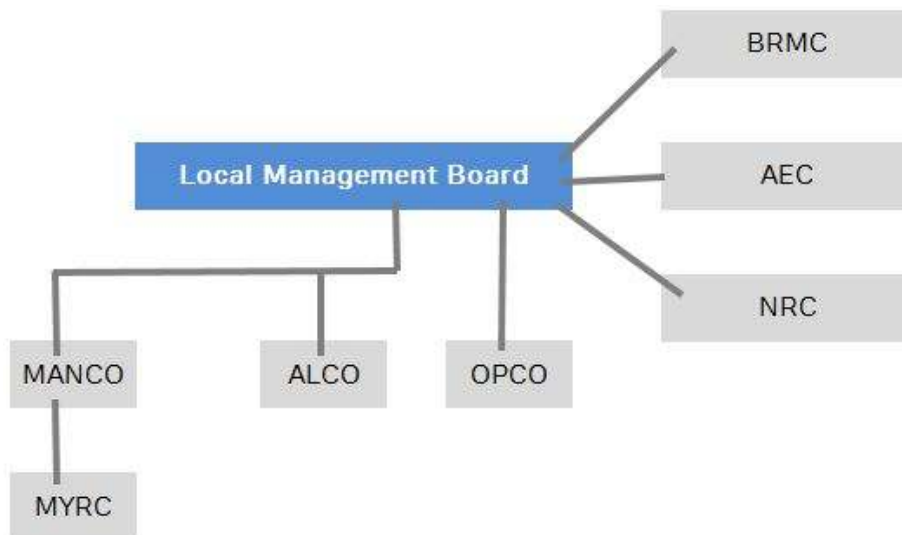 BRMC
Local Management Board
AEC
NRC
MANCO
ALCO
OPCO
MYRC